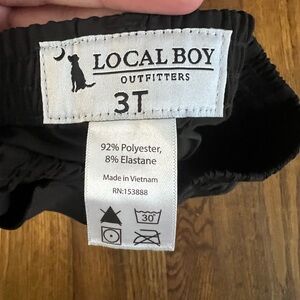 LOCAL BOY
OUTFITTERS
3T
92% Polyester,
8% Elastane
Made in Vietnam
RN:153888
30°